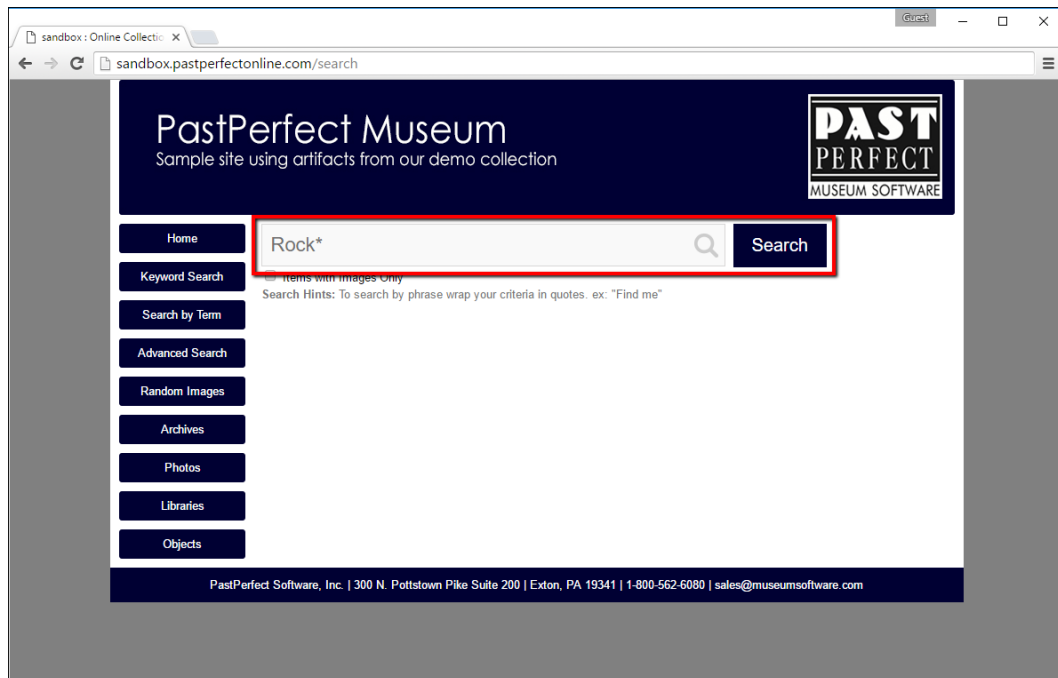 Guest
sandbox : Online Collectio
sandbox.pastperfectonline.com/search
PastPerfect Museum
Sample site using artifacts from our demo collection
PAST
PERFECT
MUSEUM SOFTWARE
Home
Keyword Search
Search by Term
Advanced Search
Random Images
Archives
Photos
Libraries
Objects
Rock*
Search
Items with Images Only
Search Hints: To search by phrase wrap your criteria in quotes. ex: "Find me"
PastPerfect Software, Inc. | 300 N. Pottstown Pike Suite 200 | Exton, PA 19341 | 1-800-562-6080 | sales@museumsoftware.com